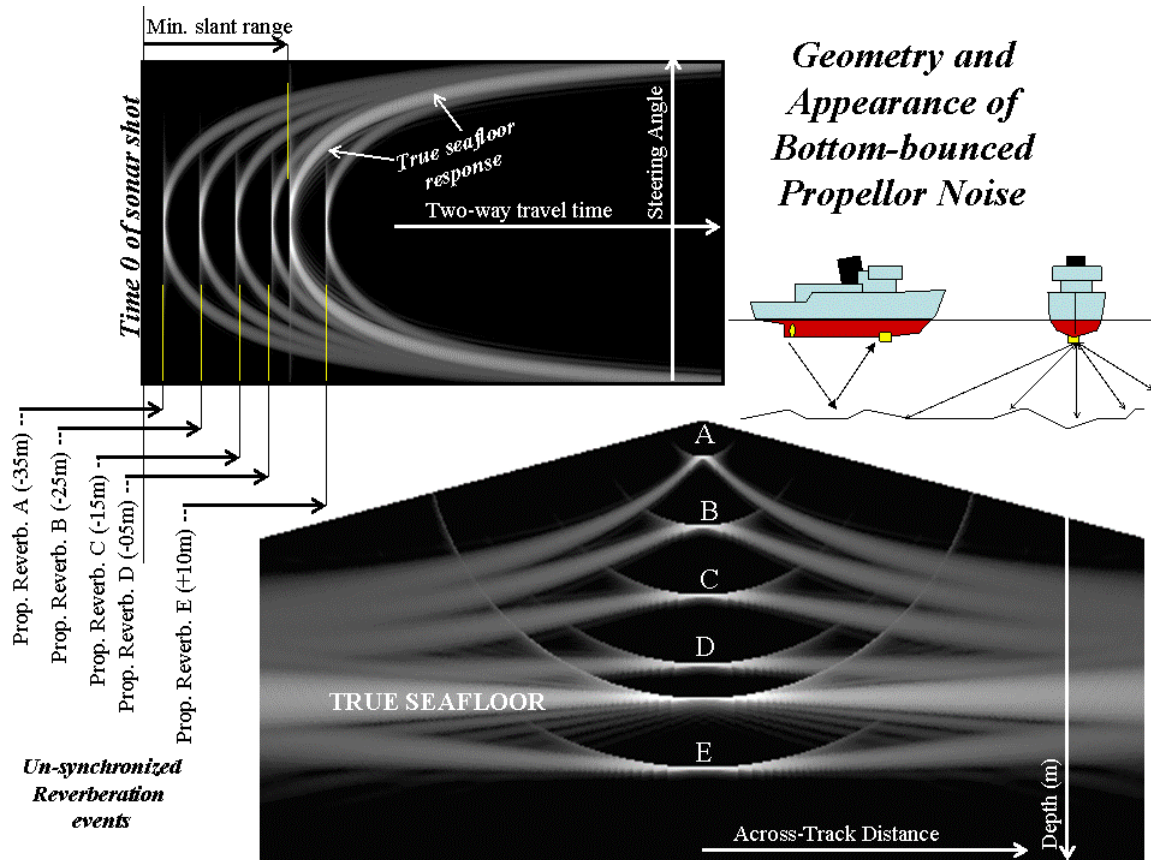 Min. slant range
Geometry and
Appearance of
Bottom-bounced
Propellor Noise
Time 0 of sonar shot
True seafloor
response
Two-way travel time
Steering Angle
Prop. Reverb. A (-35m)
Prop. Reverb. B (-25m)
Prop. Reverb. C (-15m)
Prop. Reverb. D (-05m)
Prop. Reverb. E (+10m)
A
B
C
D
TRUE SEAFLOOR
E
Un-synchronized
Reverberation
events
Across-Track Distance
Depth (m)